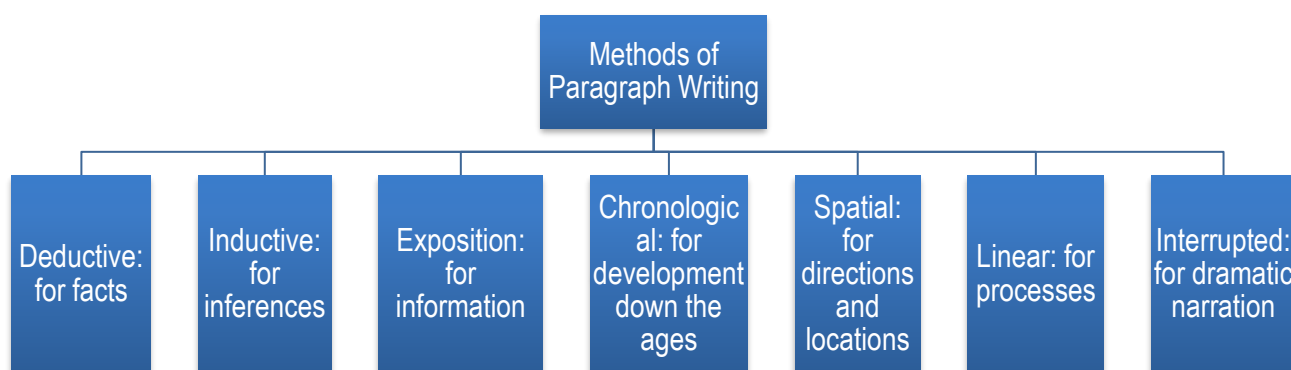 Methods of
Paragraph Writing
Deductive:
for facts
Inductive:
for
inferences
Exposition:
for
information
Chronologic
al: for
development
down the
ages
Spatial:
for
directions
and
locations
Linear: for
processes
Interrupted:
for dramatic
narration